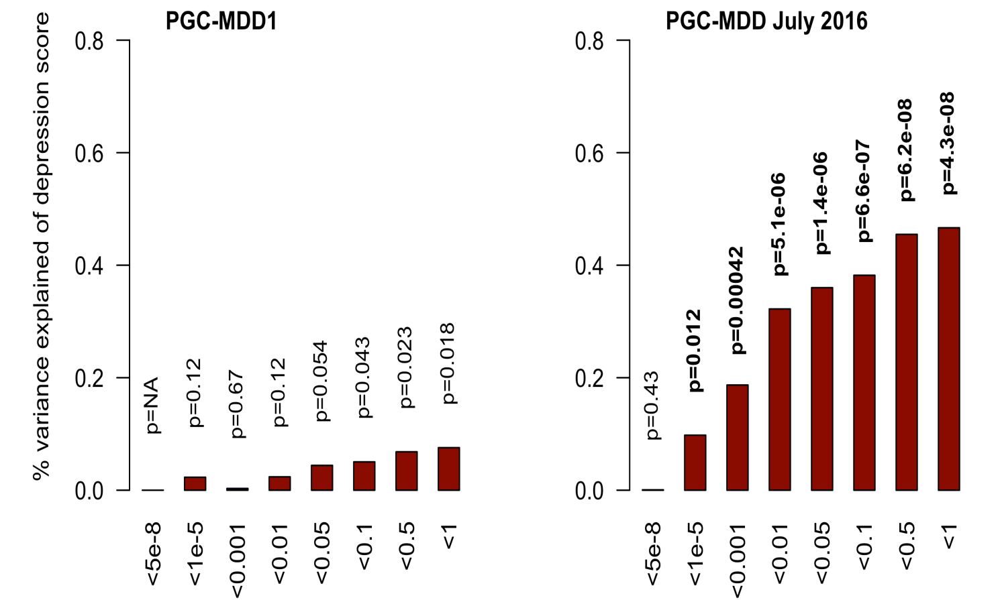 % variance explained of depression score
PGC-MDD1
0.8
0.6
0.4
0.2
0.0
p=NA
p=0.12
p=0.67
p=0.12
p=0.054
p=0.043
p=0.023
p=0.018
<5e-8
<1e-5
<0.001
<0.01
<0.05
<0.1
<0.5
<1
PGC-MDD July 2016
0.8
0.6
0.4
0.2
0.0
p=0.43
p=0.012
p=0.00042
p=5.1e-06
p=1.4e-06
p=6.6e-07
p=6.2e-08
p=4.3e-08
<5e-8
<1e-5
<0.001
<0.01
<0.05
<0.1
<0.5
<1